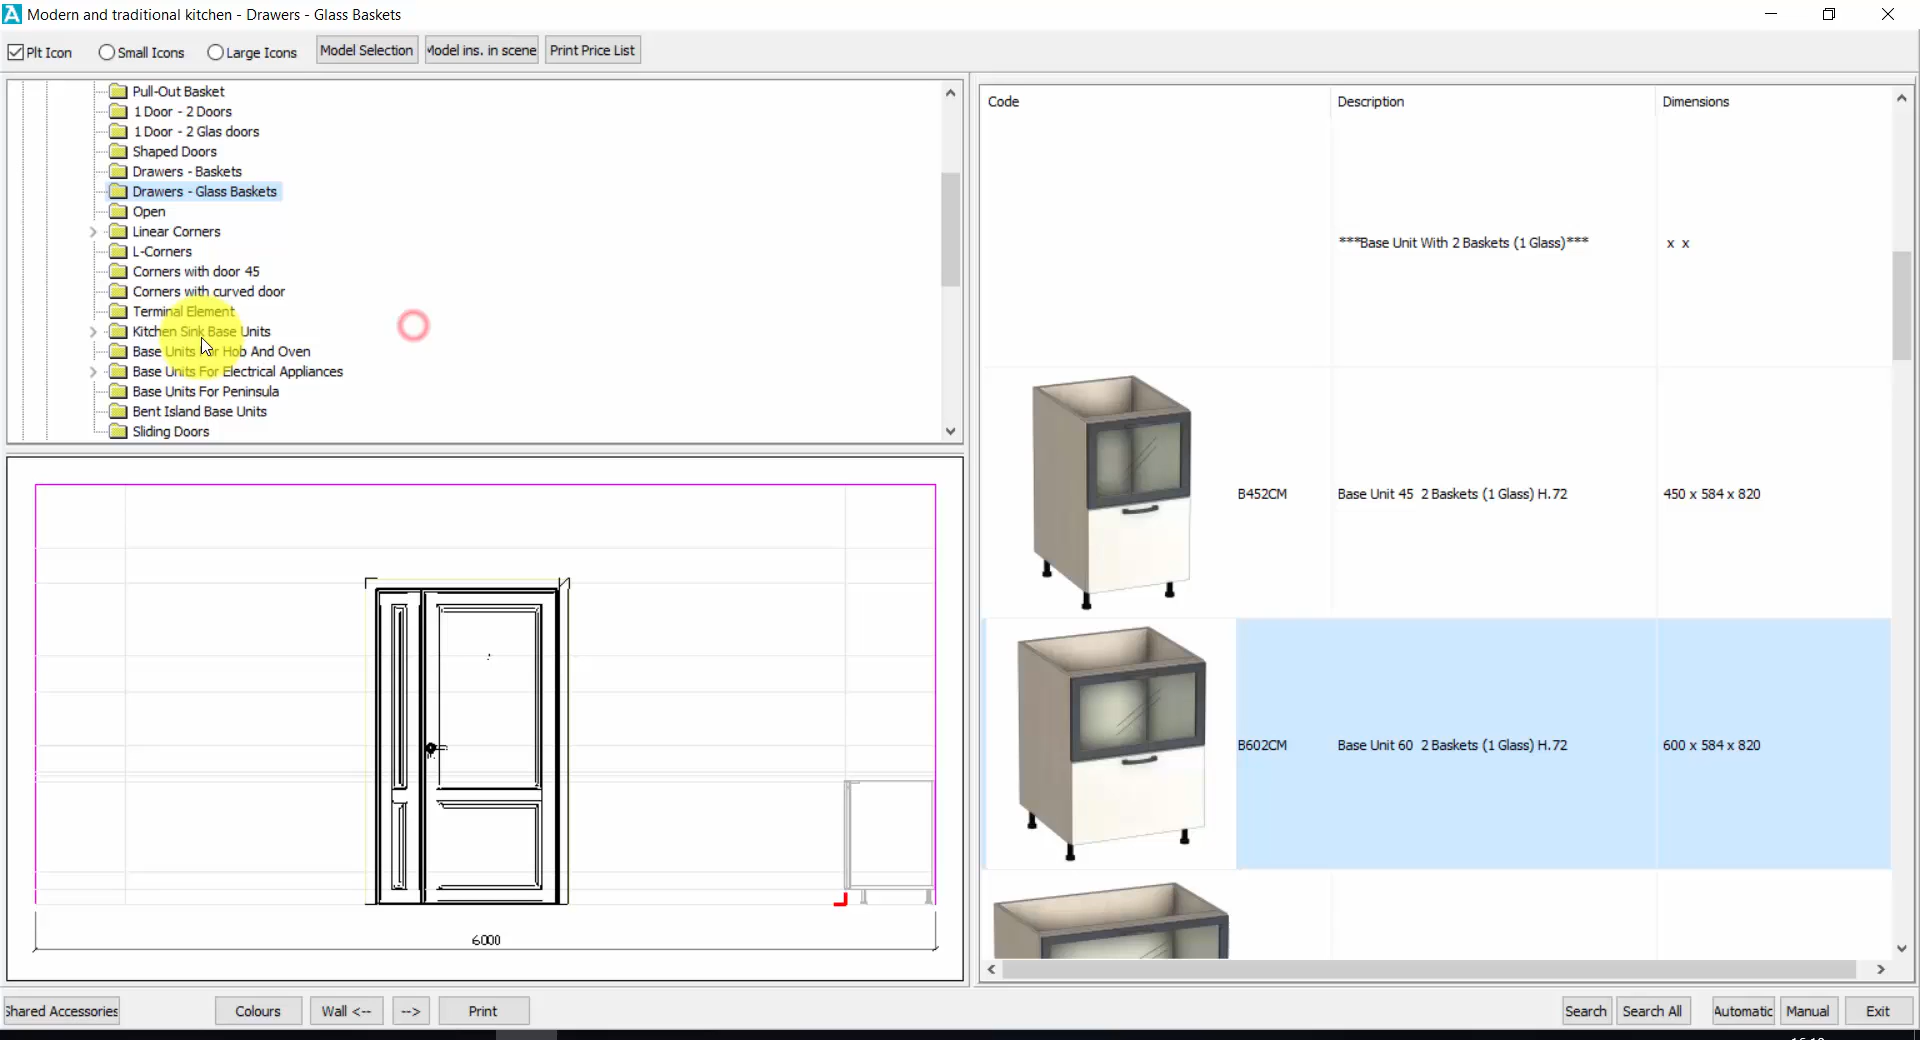 Modern and traditional kitchen - Drawers - Glass Baskets
Plt Icon
Small Icons
Large Icons
Model Selection
Model ins. in scene
Print Price List
Pull-Out Basket
1 Door - 2 Doors
1 Door - 2 Glas doors
Shaped Doors
Drawers - Baskets
Drawers - Glass Baskets
Open
Linear Corners
L-Corners
Corners with door 45
Corners with curved door
Terminal Element
Kitchen Sink Base Units
Base Units For Hob And Oven
Base Units For Electrical Appliances
Base Units For Peninsula
Bent Island Base Units
Sliding Doors
6000
Code Description Dimensions
***Base Unit With 2 Baskets (1 Glass)*** x x
B452CM Base Unit 45 2 Baskets (1 Glass) H.72 450 x 584 x 820
B602CM Base Unit 60 2 Baskets (1 Glass) H.72 600 x 584 x 820
Shared Accessories
Colours
Wall <--
-->
Print
Search
Search All
Automatic
Manual
Exit